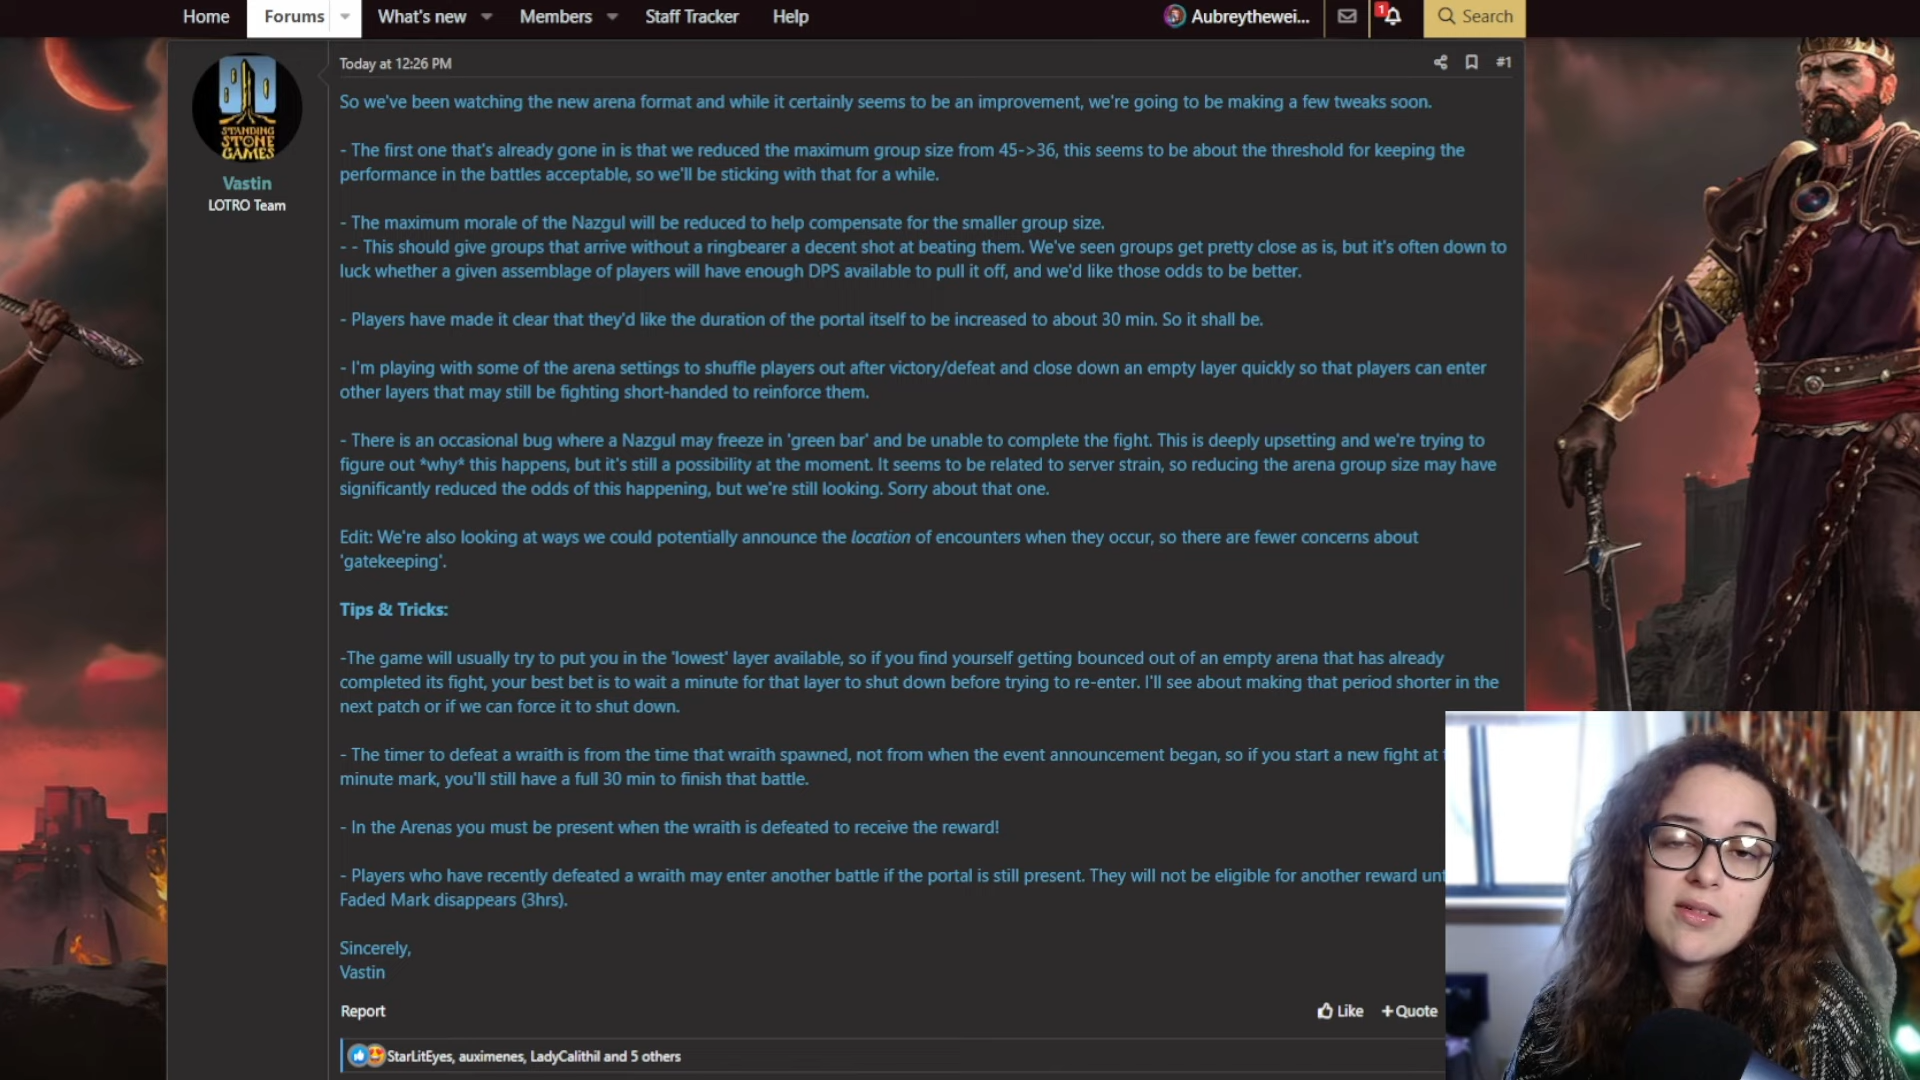 Home Forums What's new Members Staff Tracker Help Aubreythewei... 1 Search
STANDING
STONE
GAMES
Vastin
LOTRO Team
Today at 12:26 PM #1
So we've been watching the new arena format and while it certainly seems to be an improvement, we're going to be making a few tweaks soon.
- The first one that's already gone in is that we reduced the maximum group size from 45->36, this seems to be about the threshold for keeping the
performance in the battles acceptable, so we'll be sticking with that for a while.
- The maximum morale of the Nazgul will be reduced to help compensate for the smaller group size.
- - This should give groups that arrive without a ringbearer a decent shot at beating them. We've seen groups get pretty close as is, but it's often down to
luck whether a given assemblage of players will have enough DPS available to pull it off, and we'd like those odds to be better.
- Players have made it clear that they'd like the duration of the portal itself to be increased to about 30 min. So it shall be.
- I'm playing with some of the arena settings to shuffle players out after victory/defeat and close down an empty layer quickly so that players can enter
other layers that may still be fighting short-handed to reinforce them.
- There is an occasional bug where a Nazgul may freeze in 'green bar' and be unable to complete the fight. This is deeply upsetting and we're trying to
figure out *why* this happens, but it's still a possibility at the moment. It seems to be related to server strain, so reducing the arena group size may have
significantly reduced the odds of this happening, but we're still looking. Sorry about that one.
Edit: We're also looking at ways we could potentially announce the location of encounters when they occur, so there are fewer concerns about
'gatekeeping'.
Tips & Tricks:
-The game will usually try to put you in the 'lowest' layer available, so if you find yourself getting bounced out of an empty arena that has already
completed its fight, your best bet is to wait a minute for that layer to shut down before trying to re-enter. I'll see about making that period shorter in the
next patch or if we can force it to shut down.
- The timer to defeat a wraith is from the time that wraith spawned, not from when the event announcement began, so if you start a new fight at
minute mark, you'll still have a full 30 min to finish that battle.
- In the Arenas you must be present when the wraith is defeated to receive the reward!
- Players who have recently defeated a wraith may enter another battle if the portal is still present. They will not be eligible for another reward
Faded Mark disappears (3hrs).
Sincerely,
Vastin
Report Like +Quote
StarLitEyes, auximenes, LadyCalithil and 5 others